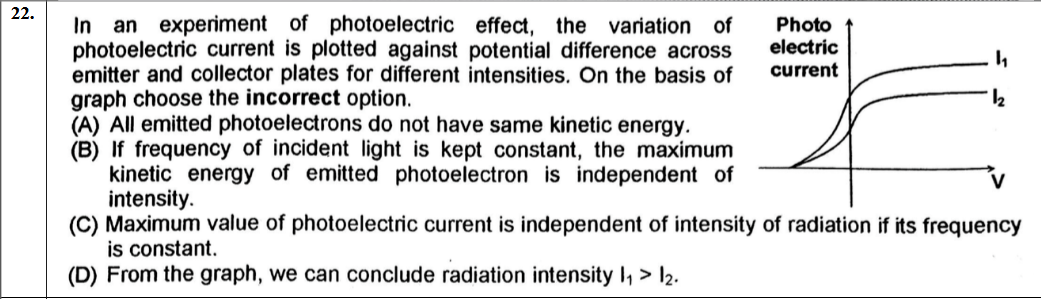 22.
In an experiment of photoelectric effect, the variation of
photoelectric current is plotted against potential difference across
emitter and collector plates for different intensities. On the basis of
graph choose the incorrect option.
(A) All emitted photoelectrons do not have same kinetic energy.
(B) If frequency of incident light is kept constant, the maximum
kinetic energy of emitted photoelectron is independent of
intensity.
(C) Maximum value of photoelectric current is independent of intensity of radiation if its frequency
is constant.
(D) From the graph, we can conclude radiation intensity I₁ > I₂.
Photo
electric
current
I₁
I₂
V